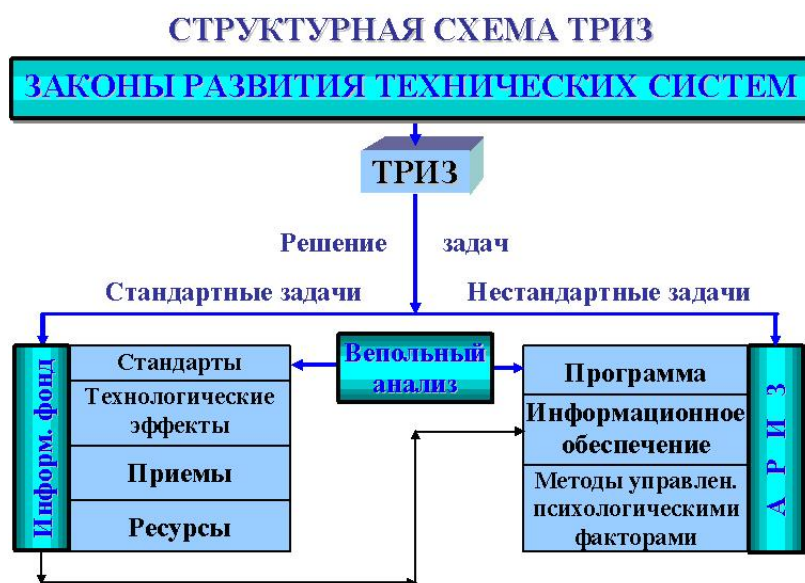 СТРУКТУРНАЯ СХЕМА ТРИЗ
ЗАКОНЫ РАЗВИТИЯ ТЕХНИЧЕСКИХ СИСТЕМ
ТРИЗ
Решение задач
Стандартные задачи
Нестандартные задачи
Информ. фонд
Стандарты
Технологические
эффекты
Приемы
Ресурсы
Вепольный
анализ
Программа
Информационное
обеспечение
Методы управлен.
психологическими
факторами
АРИЗ